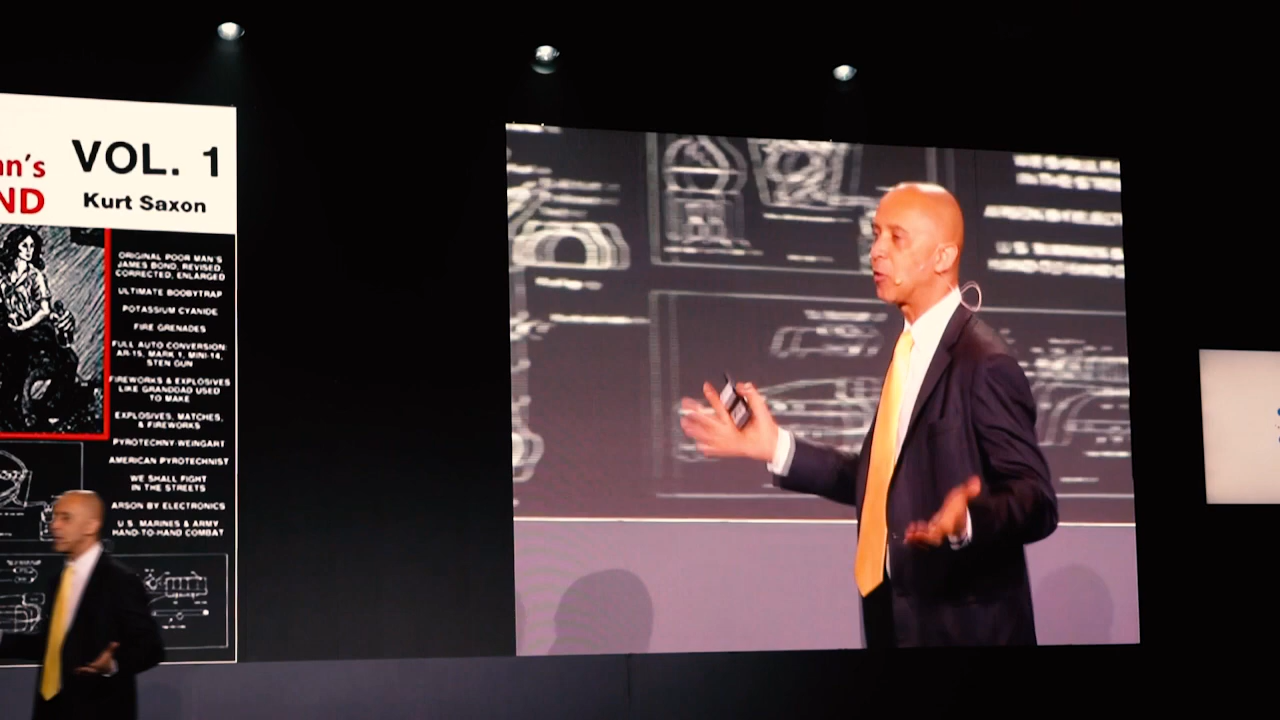 an's
ND
VOL. 1
Kurt Saxon
ORIGINAL POOR MAN'S
JAMES BOND, REVISED,
CORRECTED, ENLARGED
ULTIMATE BOOBYTRAP
POTASSIUM CYANIDE
FIRE GRENADES
FULL AUTO CONVERSION:
AR-15, MARK 1, MINI-14,
STEN GUN
FIREWORKS & EXPLOSIVES
LIKE GRANDDAD USED
TO MAKE
EXPLOSIVES, MATCHES,
& FIREWORKS
PYROTECHNY-WEINGART
AMERICAN PYROTECHNIST
WE SHALL FIGHT
IN THE STREETS
ARSON BY ELECTRONICS
U.S. MARINES & ARMY
HAND-TO-HAND COMBAT